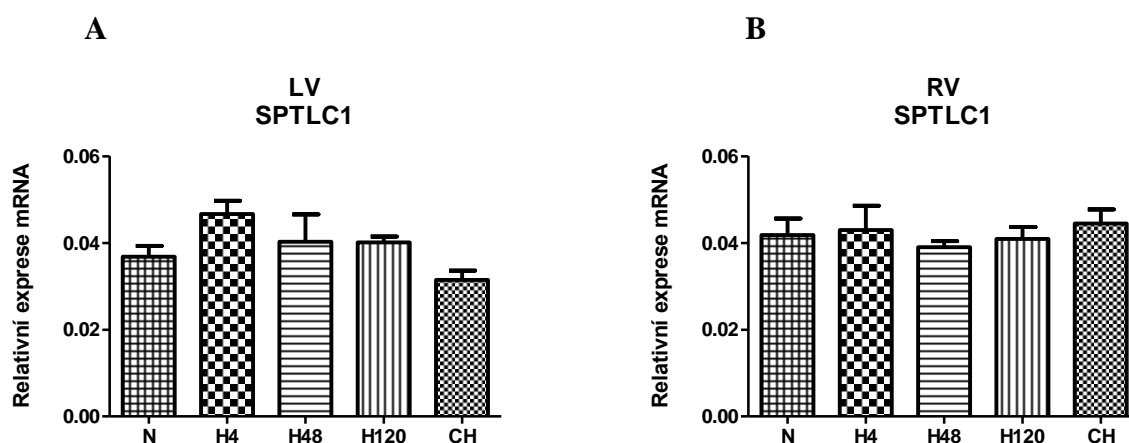 A
LV
SPTLC1
Relativní exprese mRNA
0.06
0.04
0.02
0.00
N H4 H48 H120 CH
B
RV
SPTLC1
Relativní exprese mRNA
0.06
0.04
0.02
0.00
N H4 H48 H120 CH